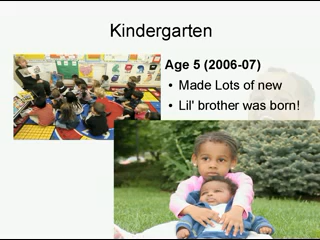 Kindergarten
Age 5 (2006-07)
• Made Lots of new
• Lil' brother was born!